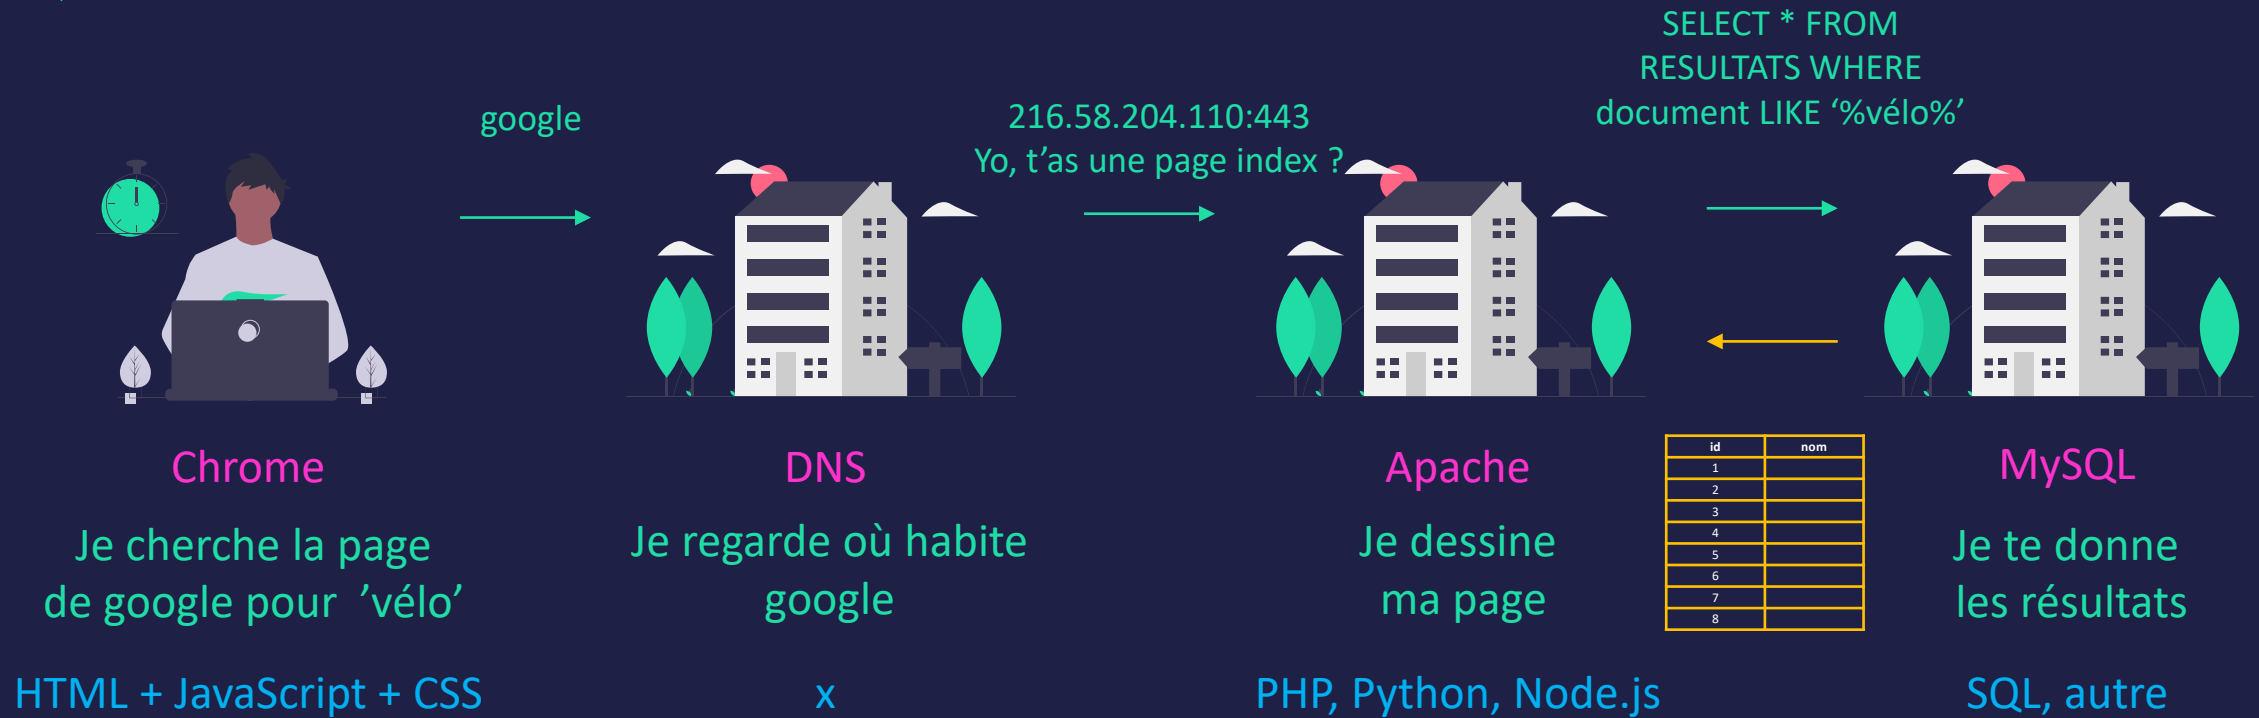 google
216.58.204.110:443
Yo, t’as une page index ?
SELECT * FROM
RESULTATS WHERE
document LIKE ‘%vélo%’
Chrome
Je cherche la page
de google pour ’vélo’
HTML + JavaScript + CSS
DNS
Je regarde où habite
google
x
Apache
Je dessine
ma page
PHP, Python, Node.js
id nom
1
2
3
4
5
6
7
8
MySQL
Je te donne
les résultats
SQL, autre